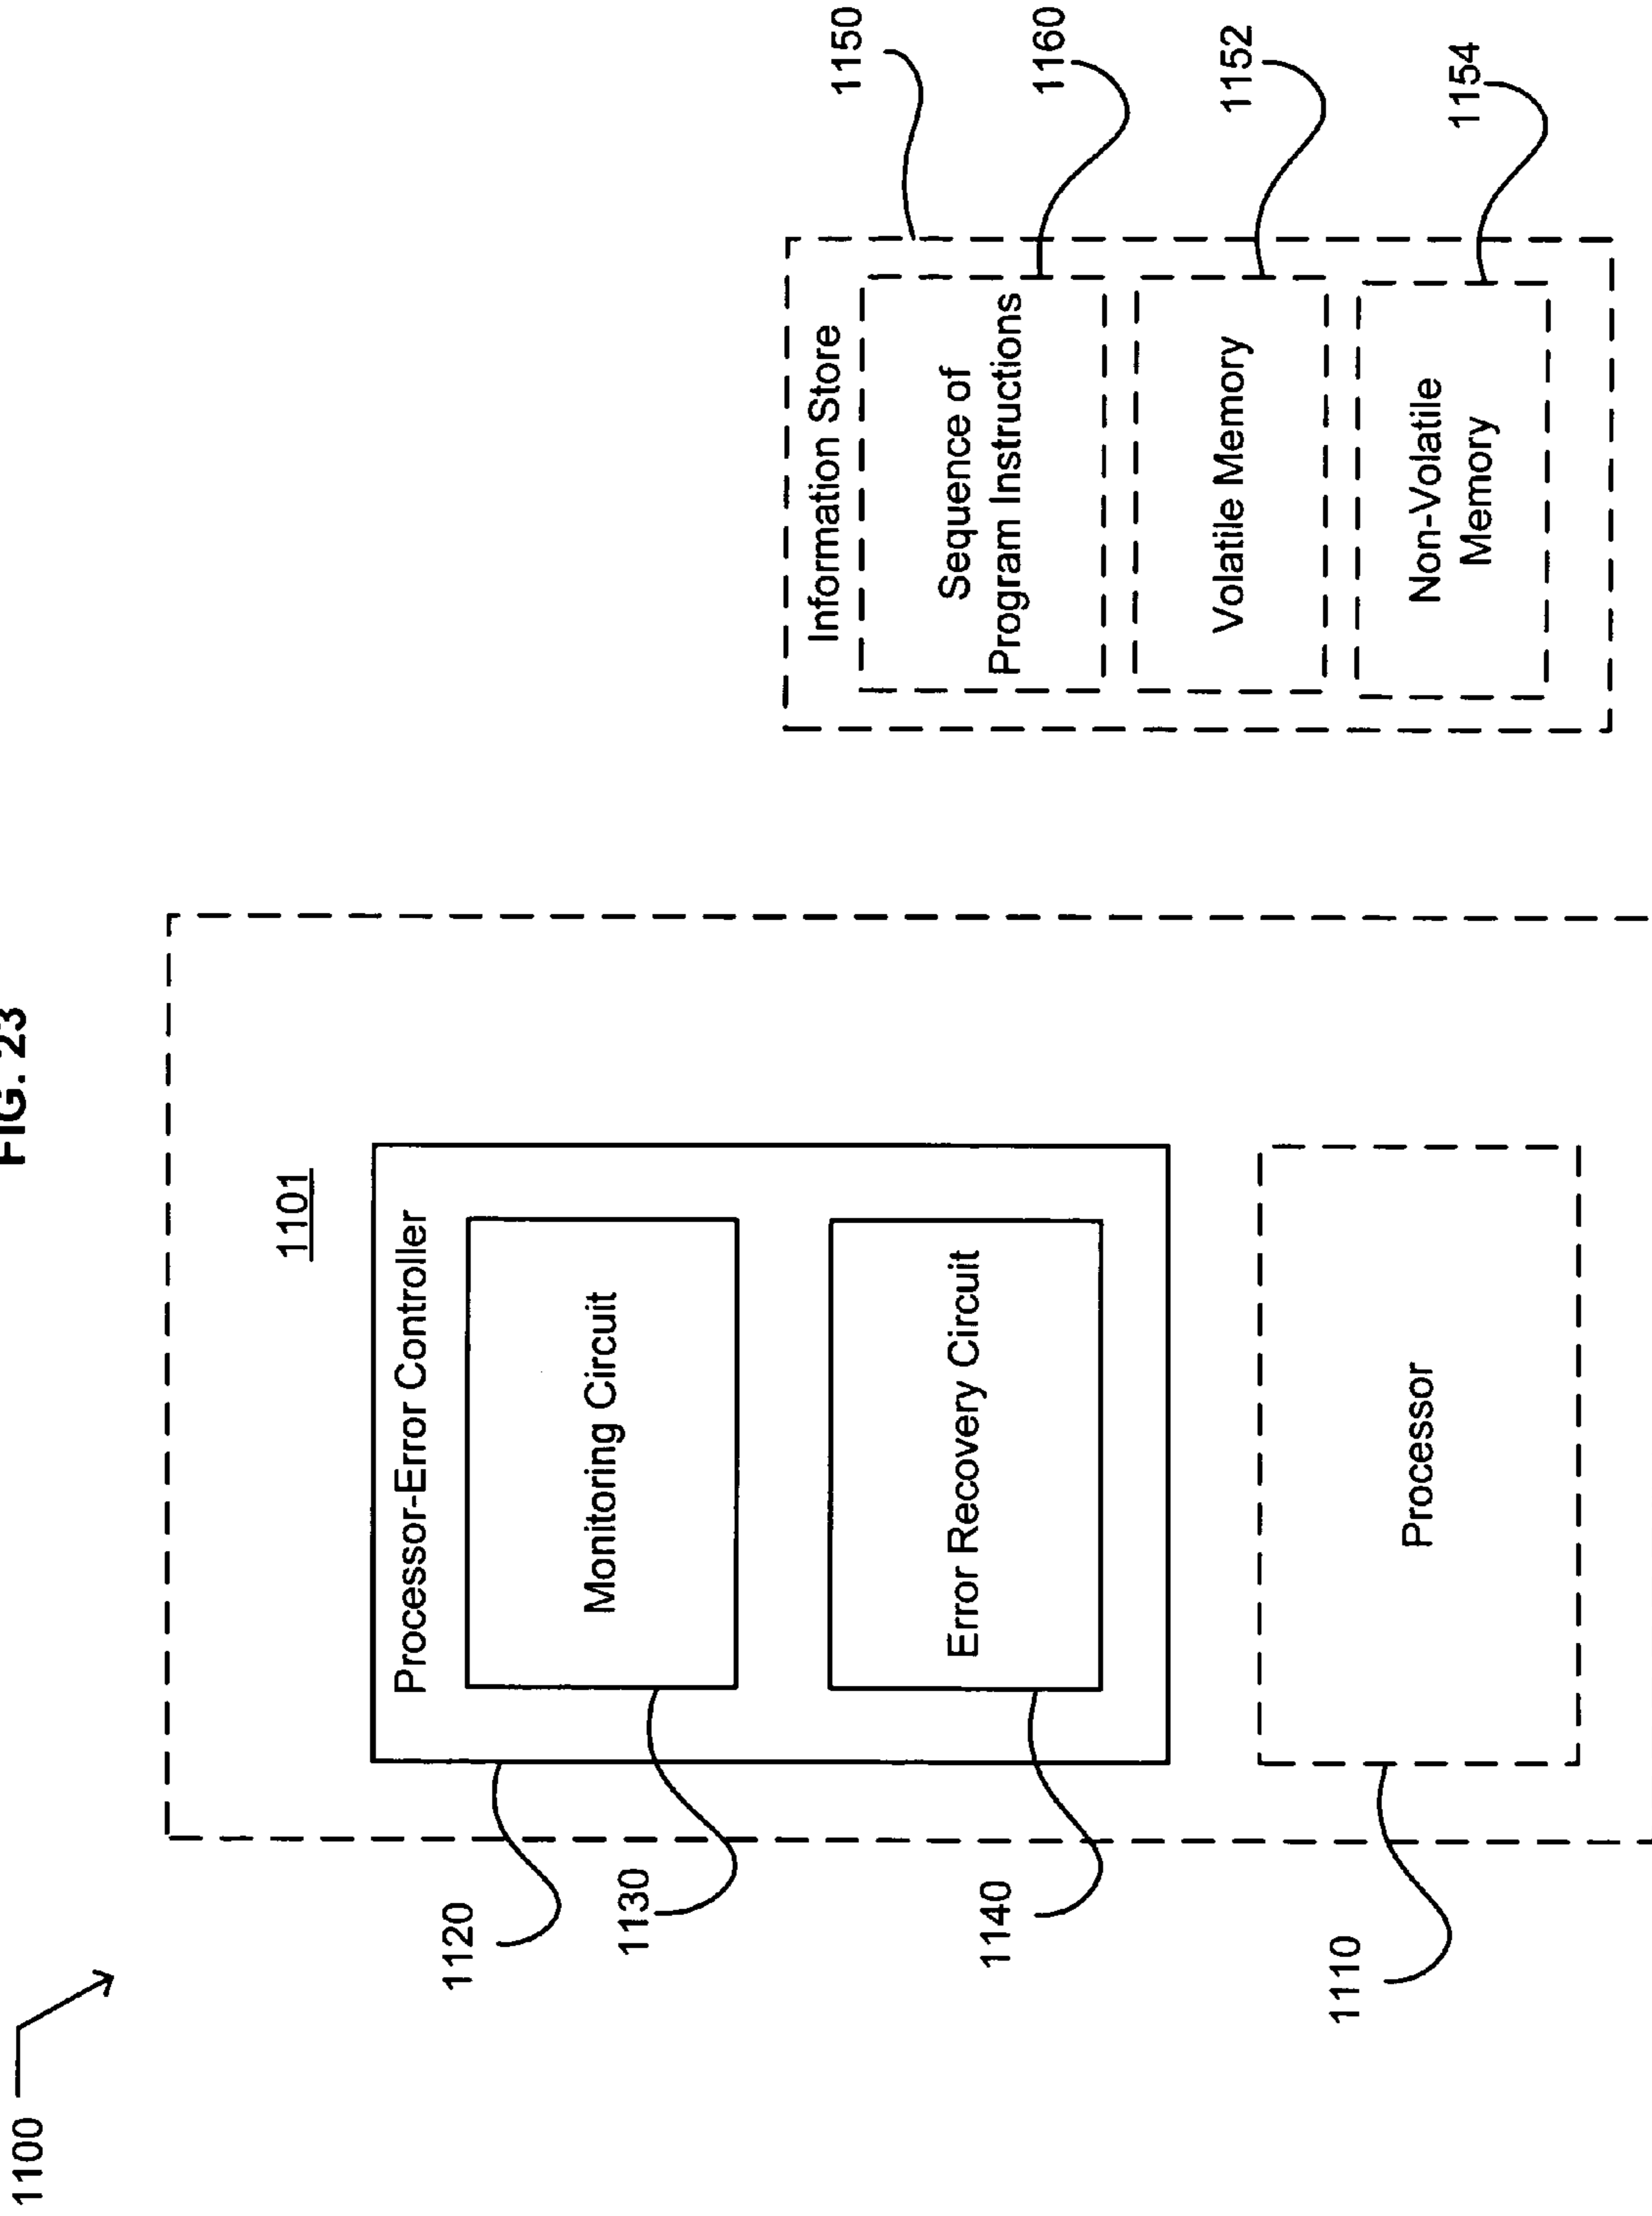 FIG. 23
1100
1101
1120
Processor-Error Controller
1130
Monitoring Circuit
1140
Error Recovery Circuit
1110
Processor
1150
Information Store
1160
Sequence of
Program Instructions
1152
Volatile Memory
1154
Non-Volatile
Memory